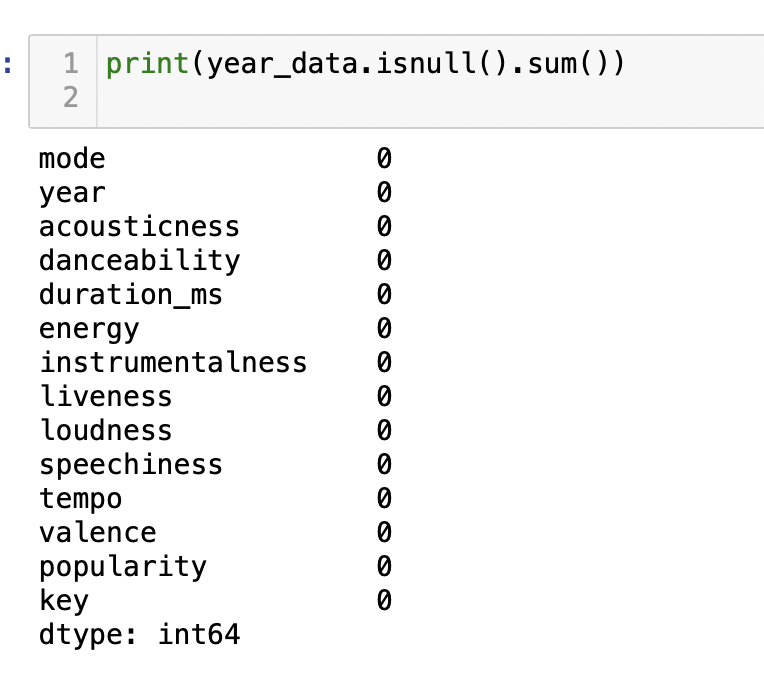 :
1 print(year_data.isnull().sum())
2
mode 0
year 0
acousticness 0
danceability 0
duration_ms 0
energy 0
instrumentalness 0
liveness 0
loudness 0
speechiness 0
tempo 0
valence 0
popularity 0
key 0
dtype: int64